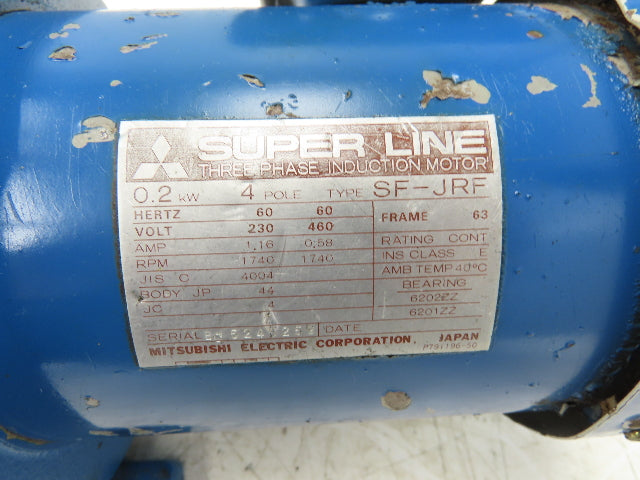 SUPER LINE
THREE PHASE INDUCTION MOTOR
0.2 kW 4 POLE TYPE SF-JRF
HERTZ 60 60 FRAME 63
VOLT 230 460
AMP 1.16 0.58 RATING CONT
RPM 1740 1740 INS CLASS E
JIS C 4004 AMB TEMP 40°C
BODY JP 44 BEARING
JC 4 6202ZZ
6201ZZ
SERIAL DATE
MITSUBISHI ELECTRIC CORPORATION, JAPAN